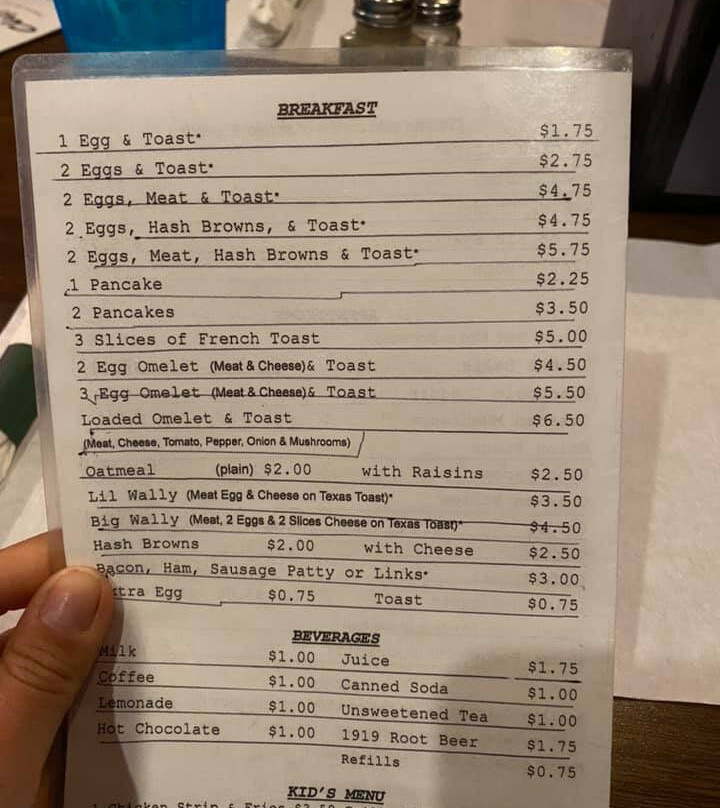 BREAKFAST
1 Egg & Toast* $1.75
2 Eggs & Toast* $2.75
2 Eggs, Meat & Toast* $4.75
2 Eggs, Hash Browns, & Toast* $4.75
2 Eggs, Meat, Hash Browns & Toast* $5.75
1 Pancake $2.25
2 Pancakes $3.50
3 Slices of French Toast $5.00
2 Egg Omelet (Meat & Cheese)& Toast $4.50
3 Egg Omelet (Meat & Cheese)& Toast $5.50
Loaded Omelet & Toast $6.50
(Meat, Cheese, Tomato, Pepper, Onion & Mushrooms)
Oatmeal (plain) $2.00 with Raisins $2.50
Lil Wally (Meat Egg & Cheese on Texas Toast)* $3.50
Big Wally (Meat, 2 Eggs & 2 Slices Cheese on Texas Toast)* $4.50
Hash Browns $2.00 with Cheese $2.50
Bacon, Ham, Sausage Patty or Links* $3.00
tra Egg $0.75 Toast $0.75
BEVERAGES
Milk $1.00 Juice $1.75
Coffee $1.00 Canned Soda $1.00
Lemonade $1.00 Unsweetened Tea $1.00
Hot Chocolate $1.00 1919 Root Beer $1.75
Refills $0.75
KID'S MENU